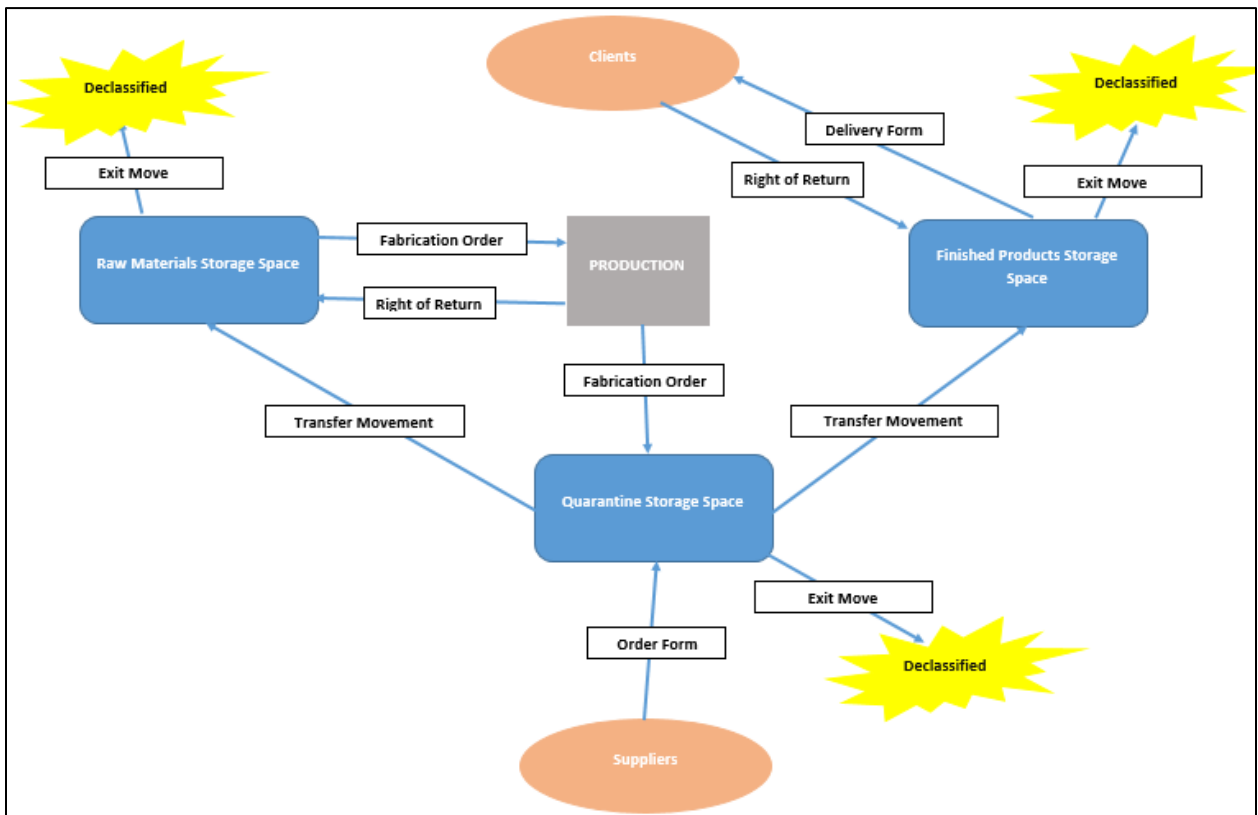 Clients
Declassified
Declassified
Delivery Form
Exit Move
Right of Return
Exit Move
Fabrication Order
Raw Materials Storage Space
PRODUCTION
Finished Products Storage
Space
Right of Return
Fabrication Order
Transfer Movement
Transfer Movement
Quarantine Storage Space
Exit Move
Order Form
Declassified
Suppliers